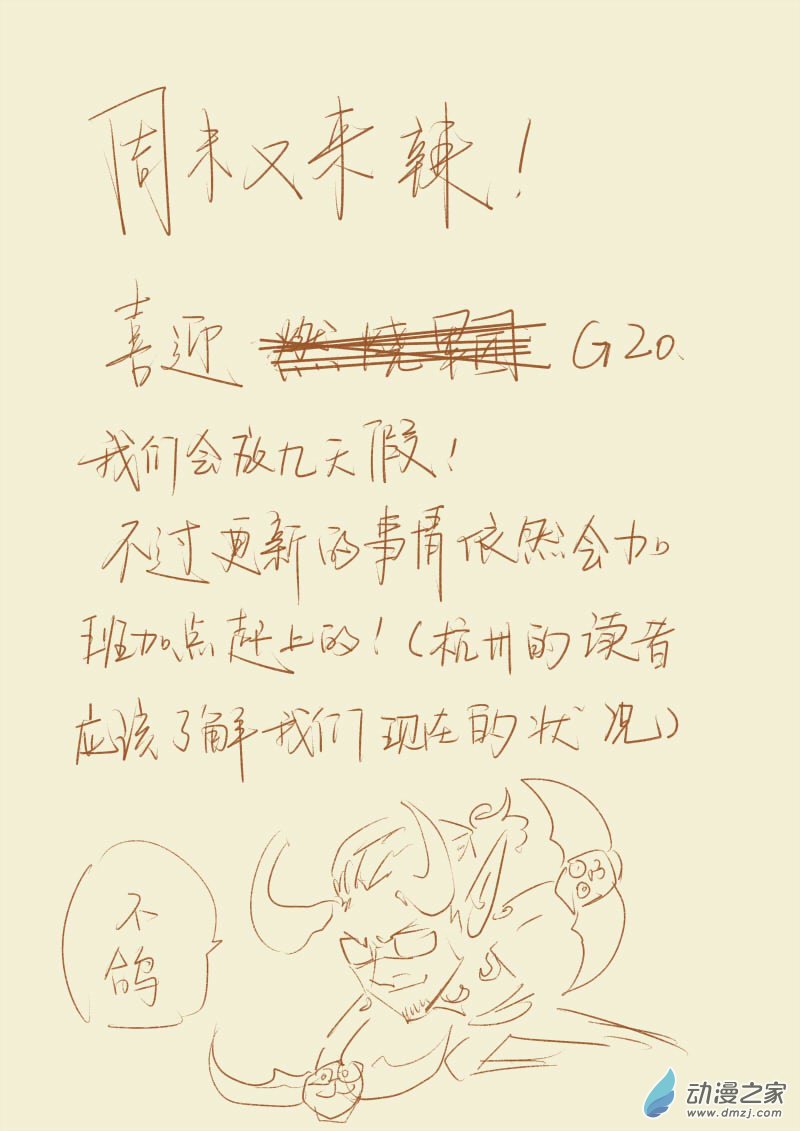 周末又来辣！
喜迎 燃烧军团 G20、
我们会放九天假！
不过更新的事情依然会加
班加点赶上的！（杭州的读者
应该了解我们现在的状况）
不
鸽
动漫之家
www.dmzj.com